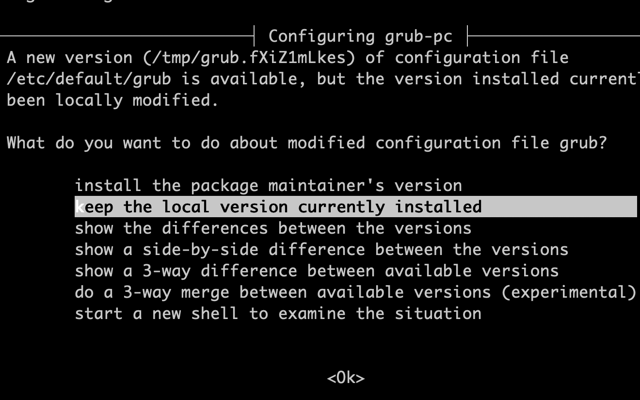 Configuring grub-pc
A new version (/tmp/grub.fXiZ1mLkes) of configuration file
/etc/default/grub is available, but the version installed currentl
been locally modified.
What do you want to do about modified configuration file grub?
install the package maintainer's version
keep the local version currently installed
show the differences between the versions
show a side-by-side difference between the versions
show a 3-way difference between available versions
do a 3-way merge between available versions (experimental)
start a new shell to examine the situation
<Ok>